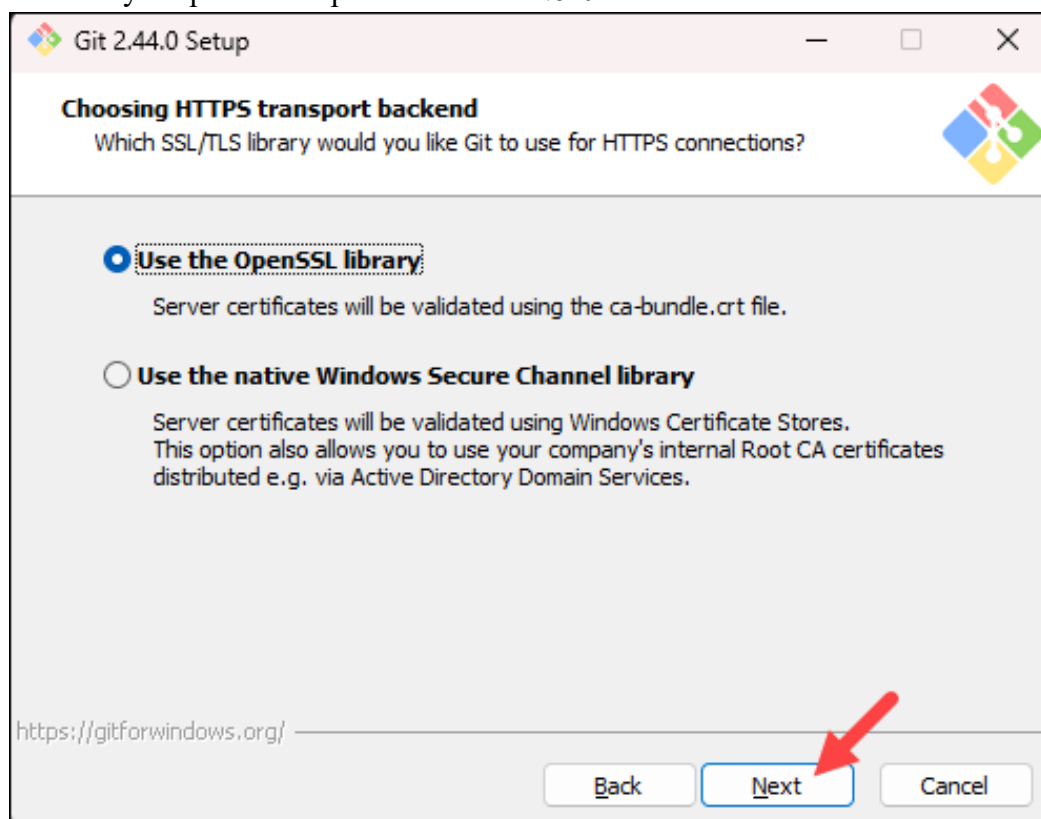 Git 2.44.0 Setup
Choosing HTTPS transport backend
Which SSL/TLS library would you like Git to use for HTTPS connections?
Use the OpenSSL library
Server certificates will be validated using the ca-bundle.crt file.
Use the native Windows Secure Channel library
Server certificates will be validated using Windows Certificate Stores.
This option also allows you to use your company's internal Root CA certificates
distributed e.g. via Active Directory Domain Services.
https://gitforwindows.org/
Back Next Cancel